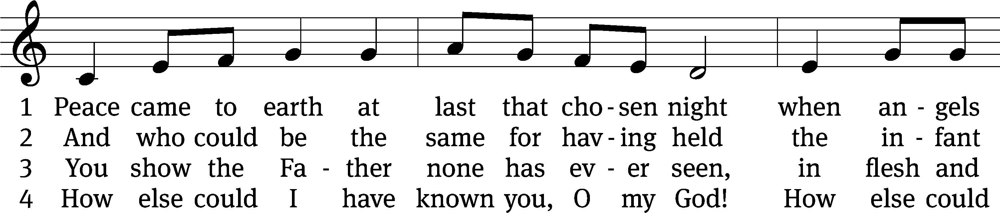 1 Peace came to earth at last that cho - sen night when an - gels
2 And who could be the same for hav - ing held the in - fant
3 You show the Fa - ther none has ev - er seen, in flesh and
4 How else could I have known you, O my God! How else could